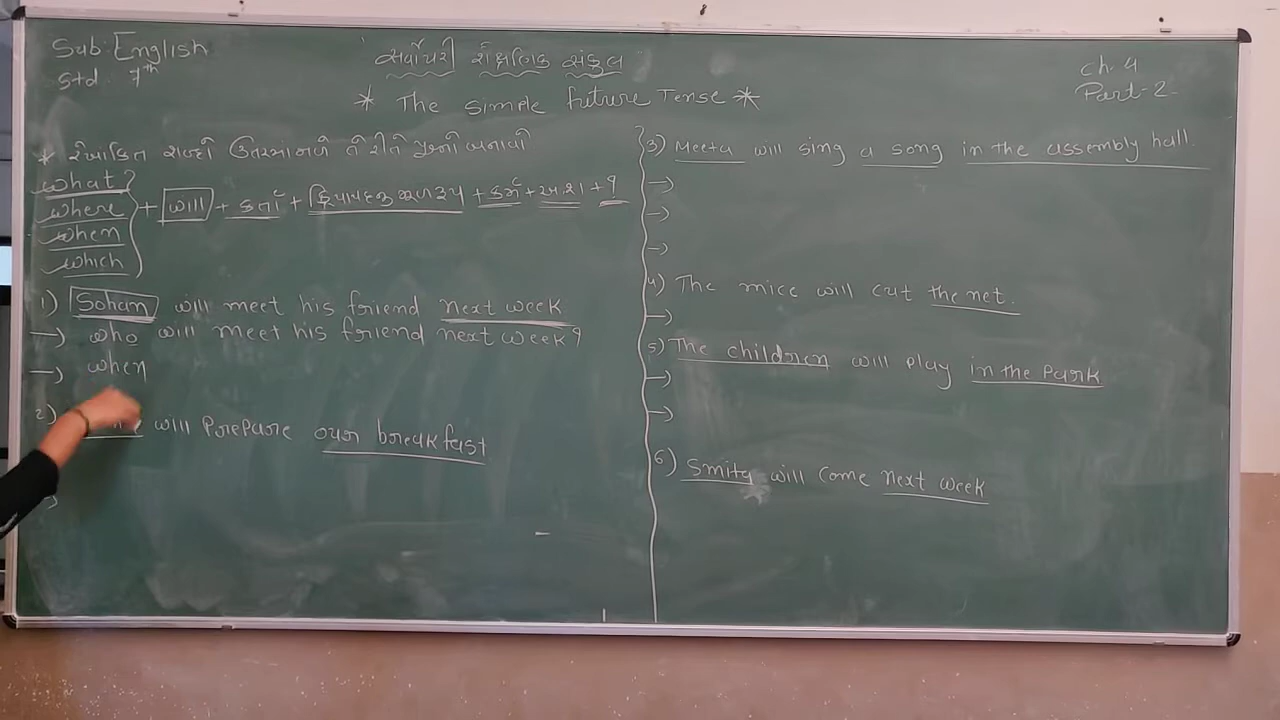 Sub: English
Std 7th
સર્વોપરી શૈક્ષણિક સંકુલ
Ch. 4
Part-2
* The Simple future Tense *
* રેખાંકિત શબ્દો ઉત્તરમાં મળે તે રીતે પ્રશ્નો બનાવો
what?
where
when
which
+ will + કર્તા + ક્રિયાપદનું મૂળરૂપ + કર્મ + અ.શ. + ?
1) Sohan will meet his friend next week
→ who will meet his friend next week?
→ when
2) will Prepare our breakfast
3) Meeta will sing a song in the assembly hall.
→
→
→
4) The mice will cut the net.
→
5) The children will play in the Park
→
→
6) Smita will come next week